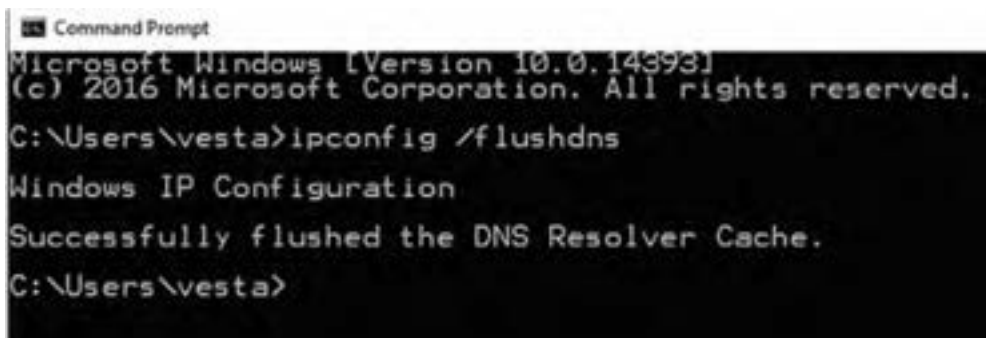 Command Prompt
Microsoft Windows [Version 10.0.14393]
(c) 2016 Microsoft Corporation. All rights reserved.
C:\Users\vesta>ipconfig /flushdns
Windows IP Configuration
Successfully flushed the DNS Resolver Cache.
C:\Users\vesta>